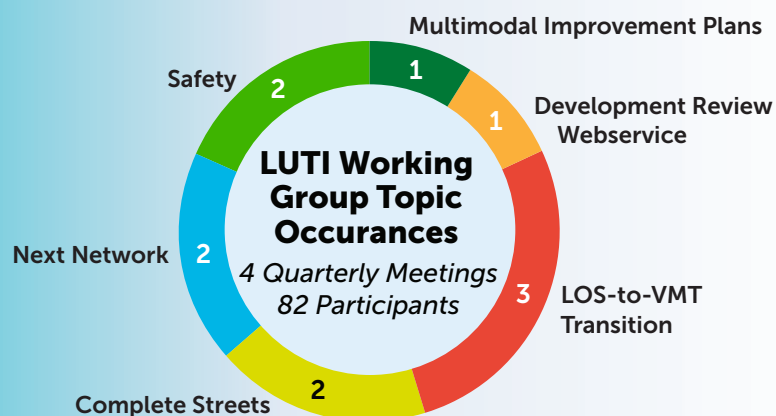 Multimodal Improvement Plans
1
Safety
2
Development Review
Webservice
1
LUTI Working
Group Topic
Occurances
4 Quarterly Meetings
82 Participants
Next Network
2
3
LOS-to-VMT
Transition
2
Complete Streets